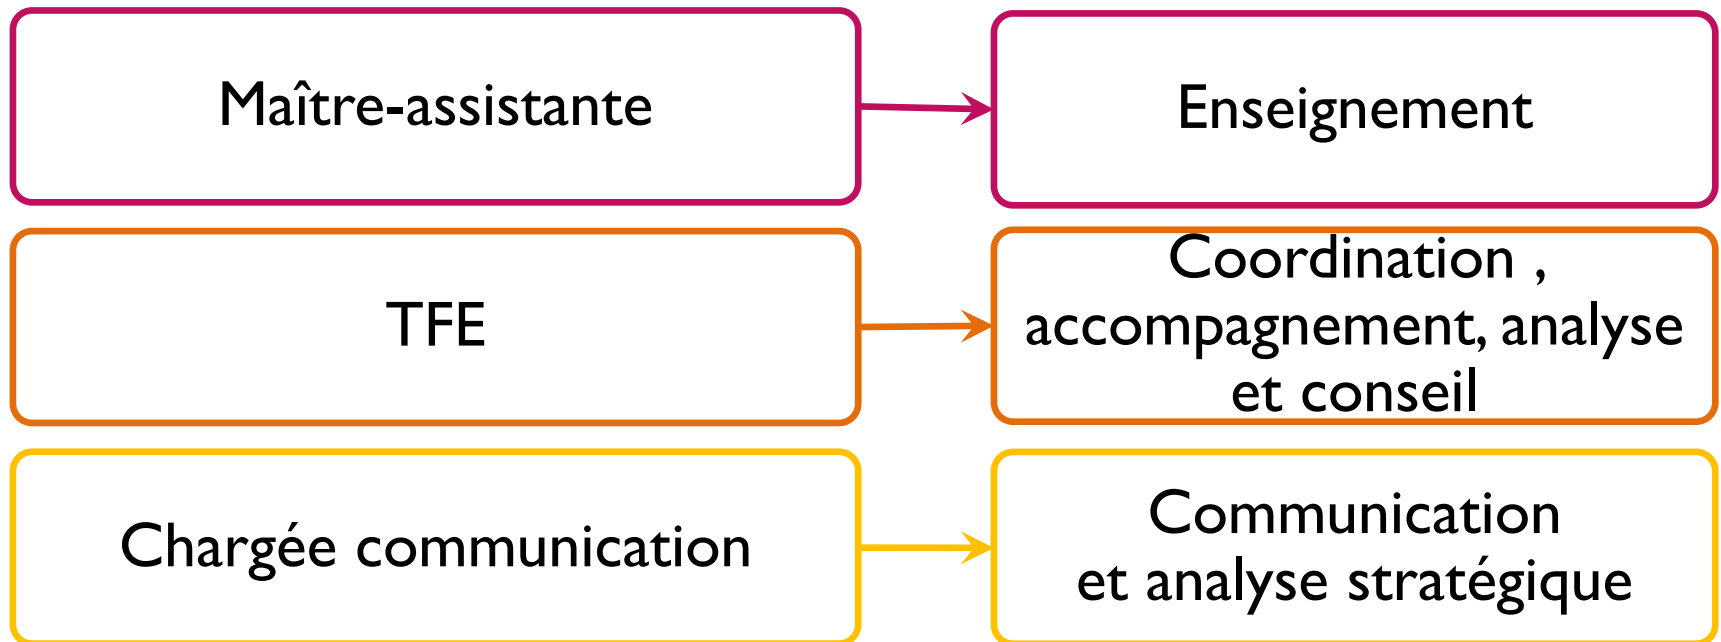 Maître-assistante
Enseignement
TFE
Coordination ,
accompagnement, analyse
et conseil
Chargée communication
Communication
et analyse stratégique